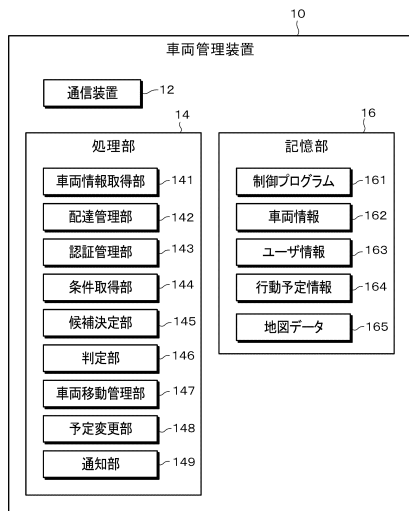 10
車両管理装置
通信装置 12
14
処理部
車両情報取得部 141
配達管理部 142
認証管理部 143
条件取得部 144
候補決定部 145
判定部 146
車両移動管理部 147
予定変更部 148
通知部 149
16
記憶部
制御プログラム 161
車両情報 162
ユーザ情報 163
行動予定情報 164
地図データ 165